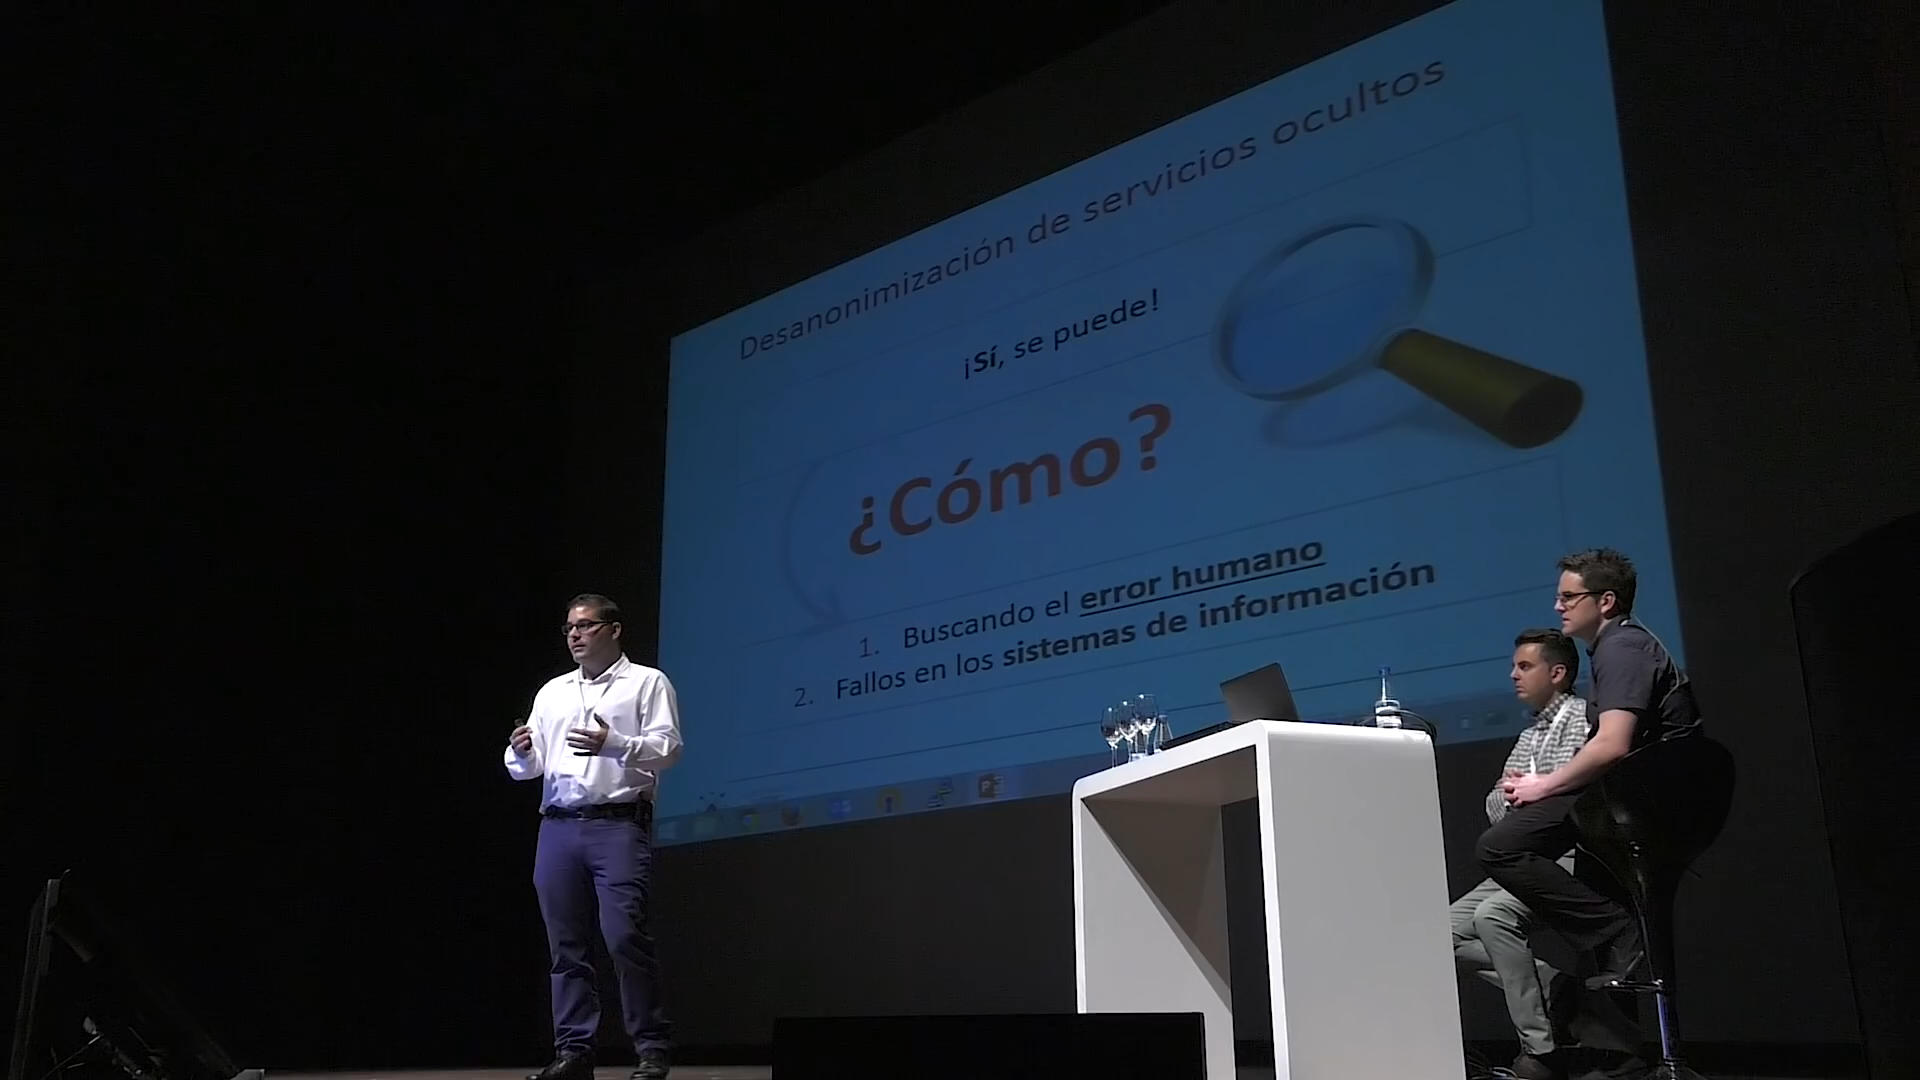 Desanonimización de servicios ocultos
¡Sí, se puede!
¿Cómo?
1. Buscando el error humano
2. Fallos en los sistemas de información